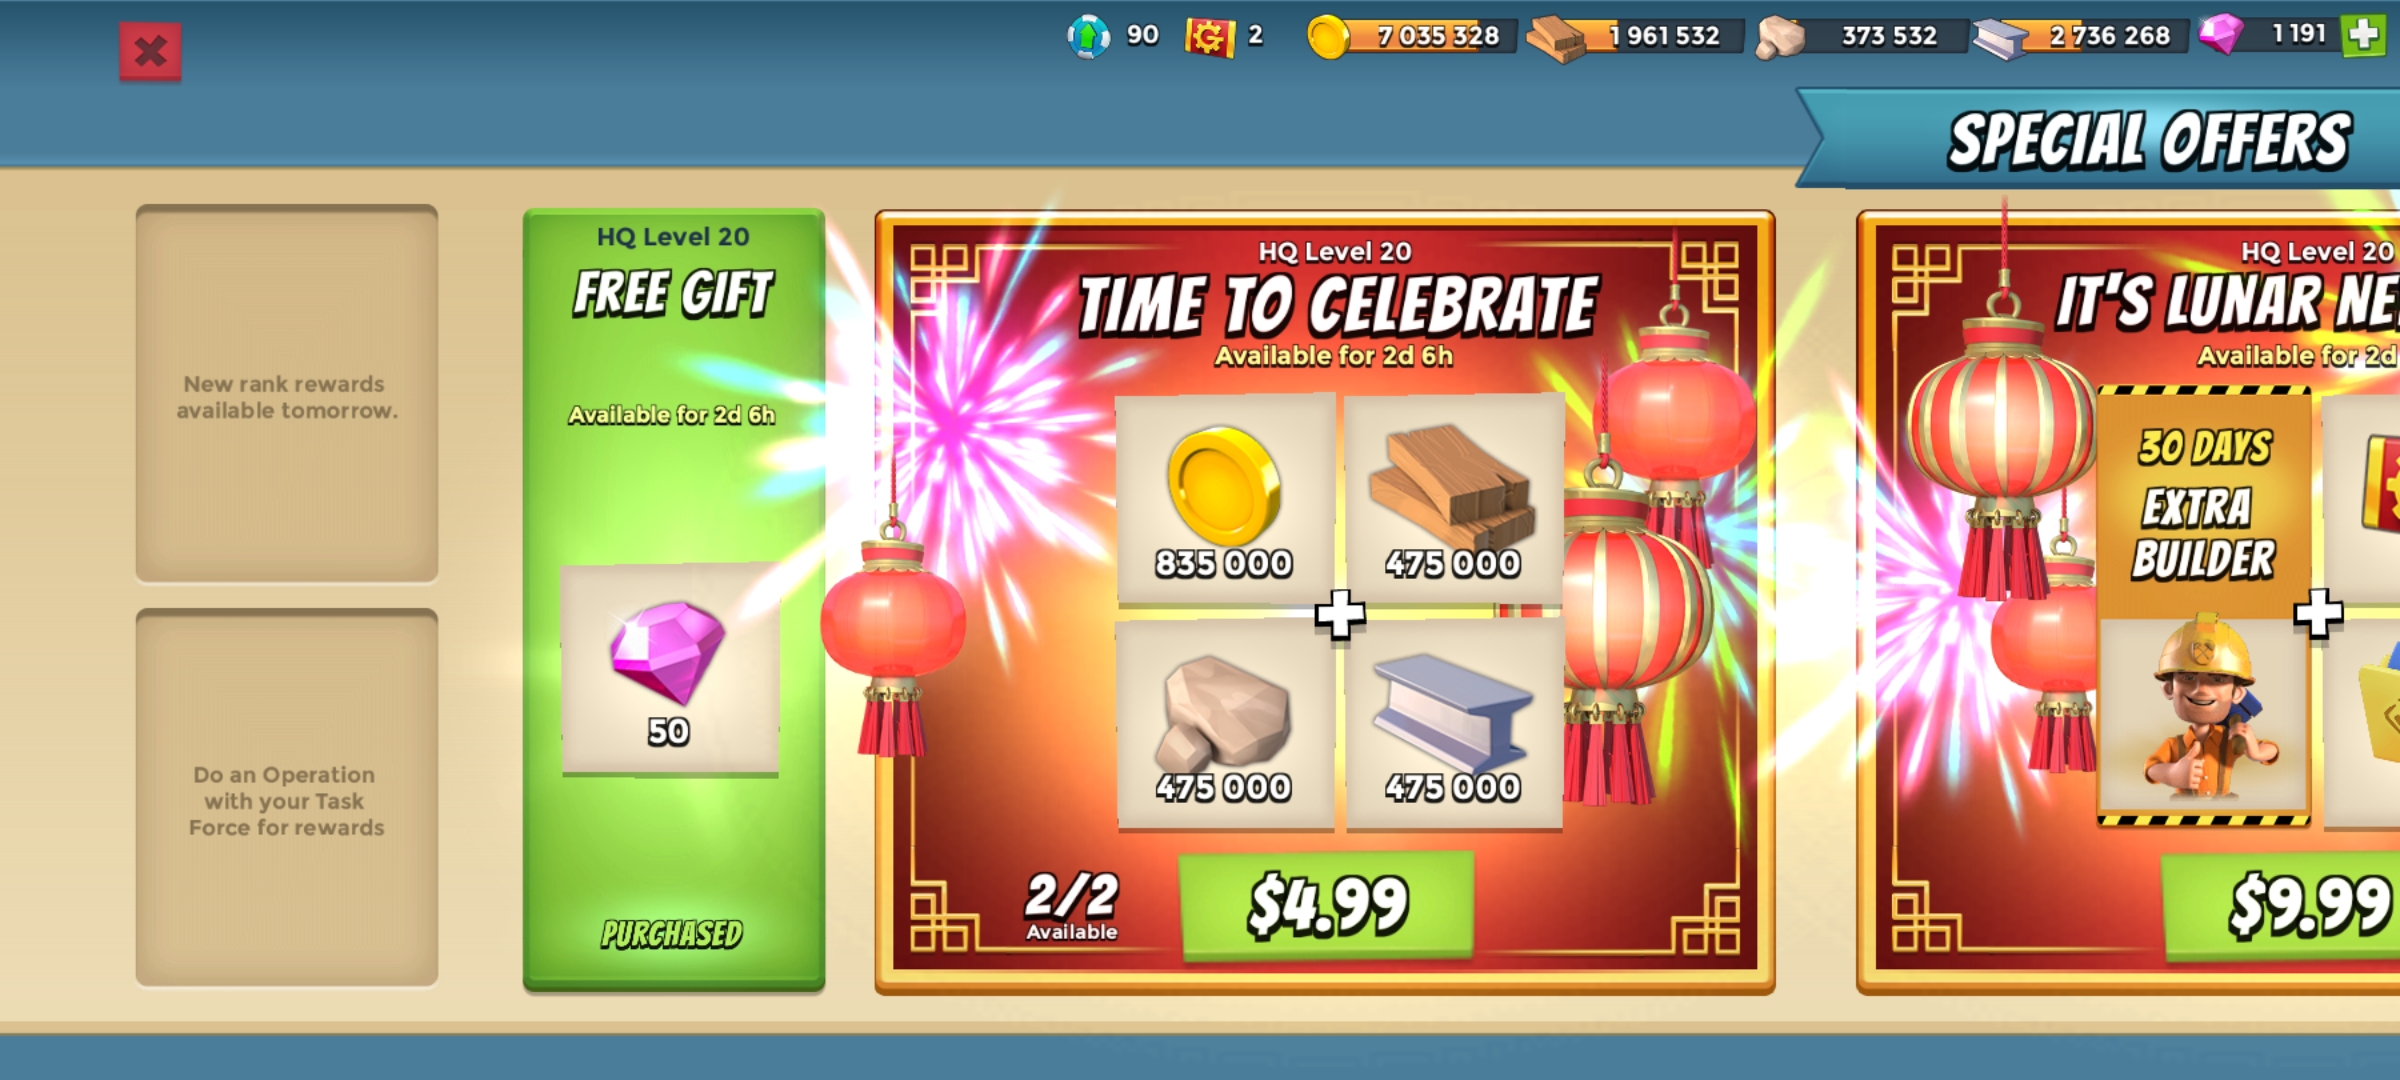 90
2
7 035 328
1 961 532
373 532
2 736 268
1 191
SPECIAL OFFERS
New rank rewards
available tomorrow.
Do an Operation
with your Task
Force for rewards
HQ Level 20
FREE GIFT
Available for 2d 6h
50
PURCHASED
HQ Level 20
TIME TO CELEBRATE
Available for 2d 6h
835 000
475 000
475 000
475 000
2/2
Available
$4.99
HQ Level 20
IT'S LUNAR NE
Available for 2d
30 DAYS
EXTRA
BUILDER
$9.99